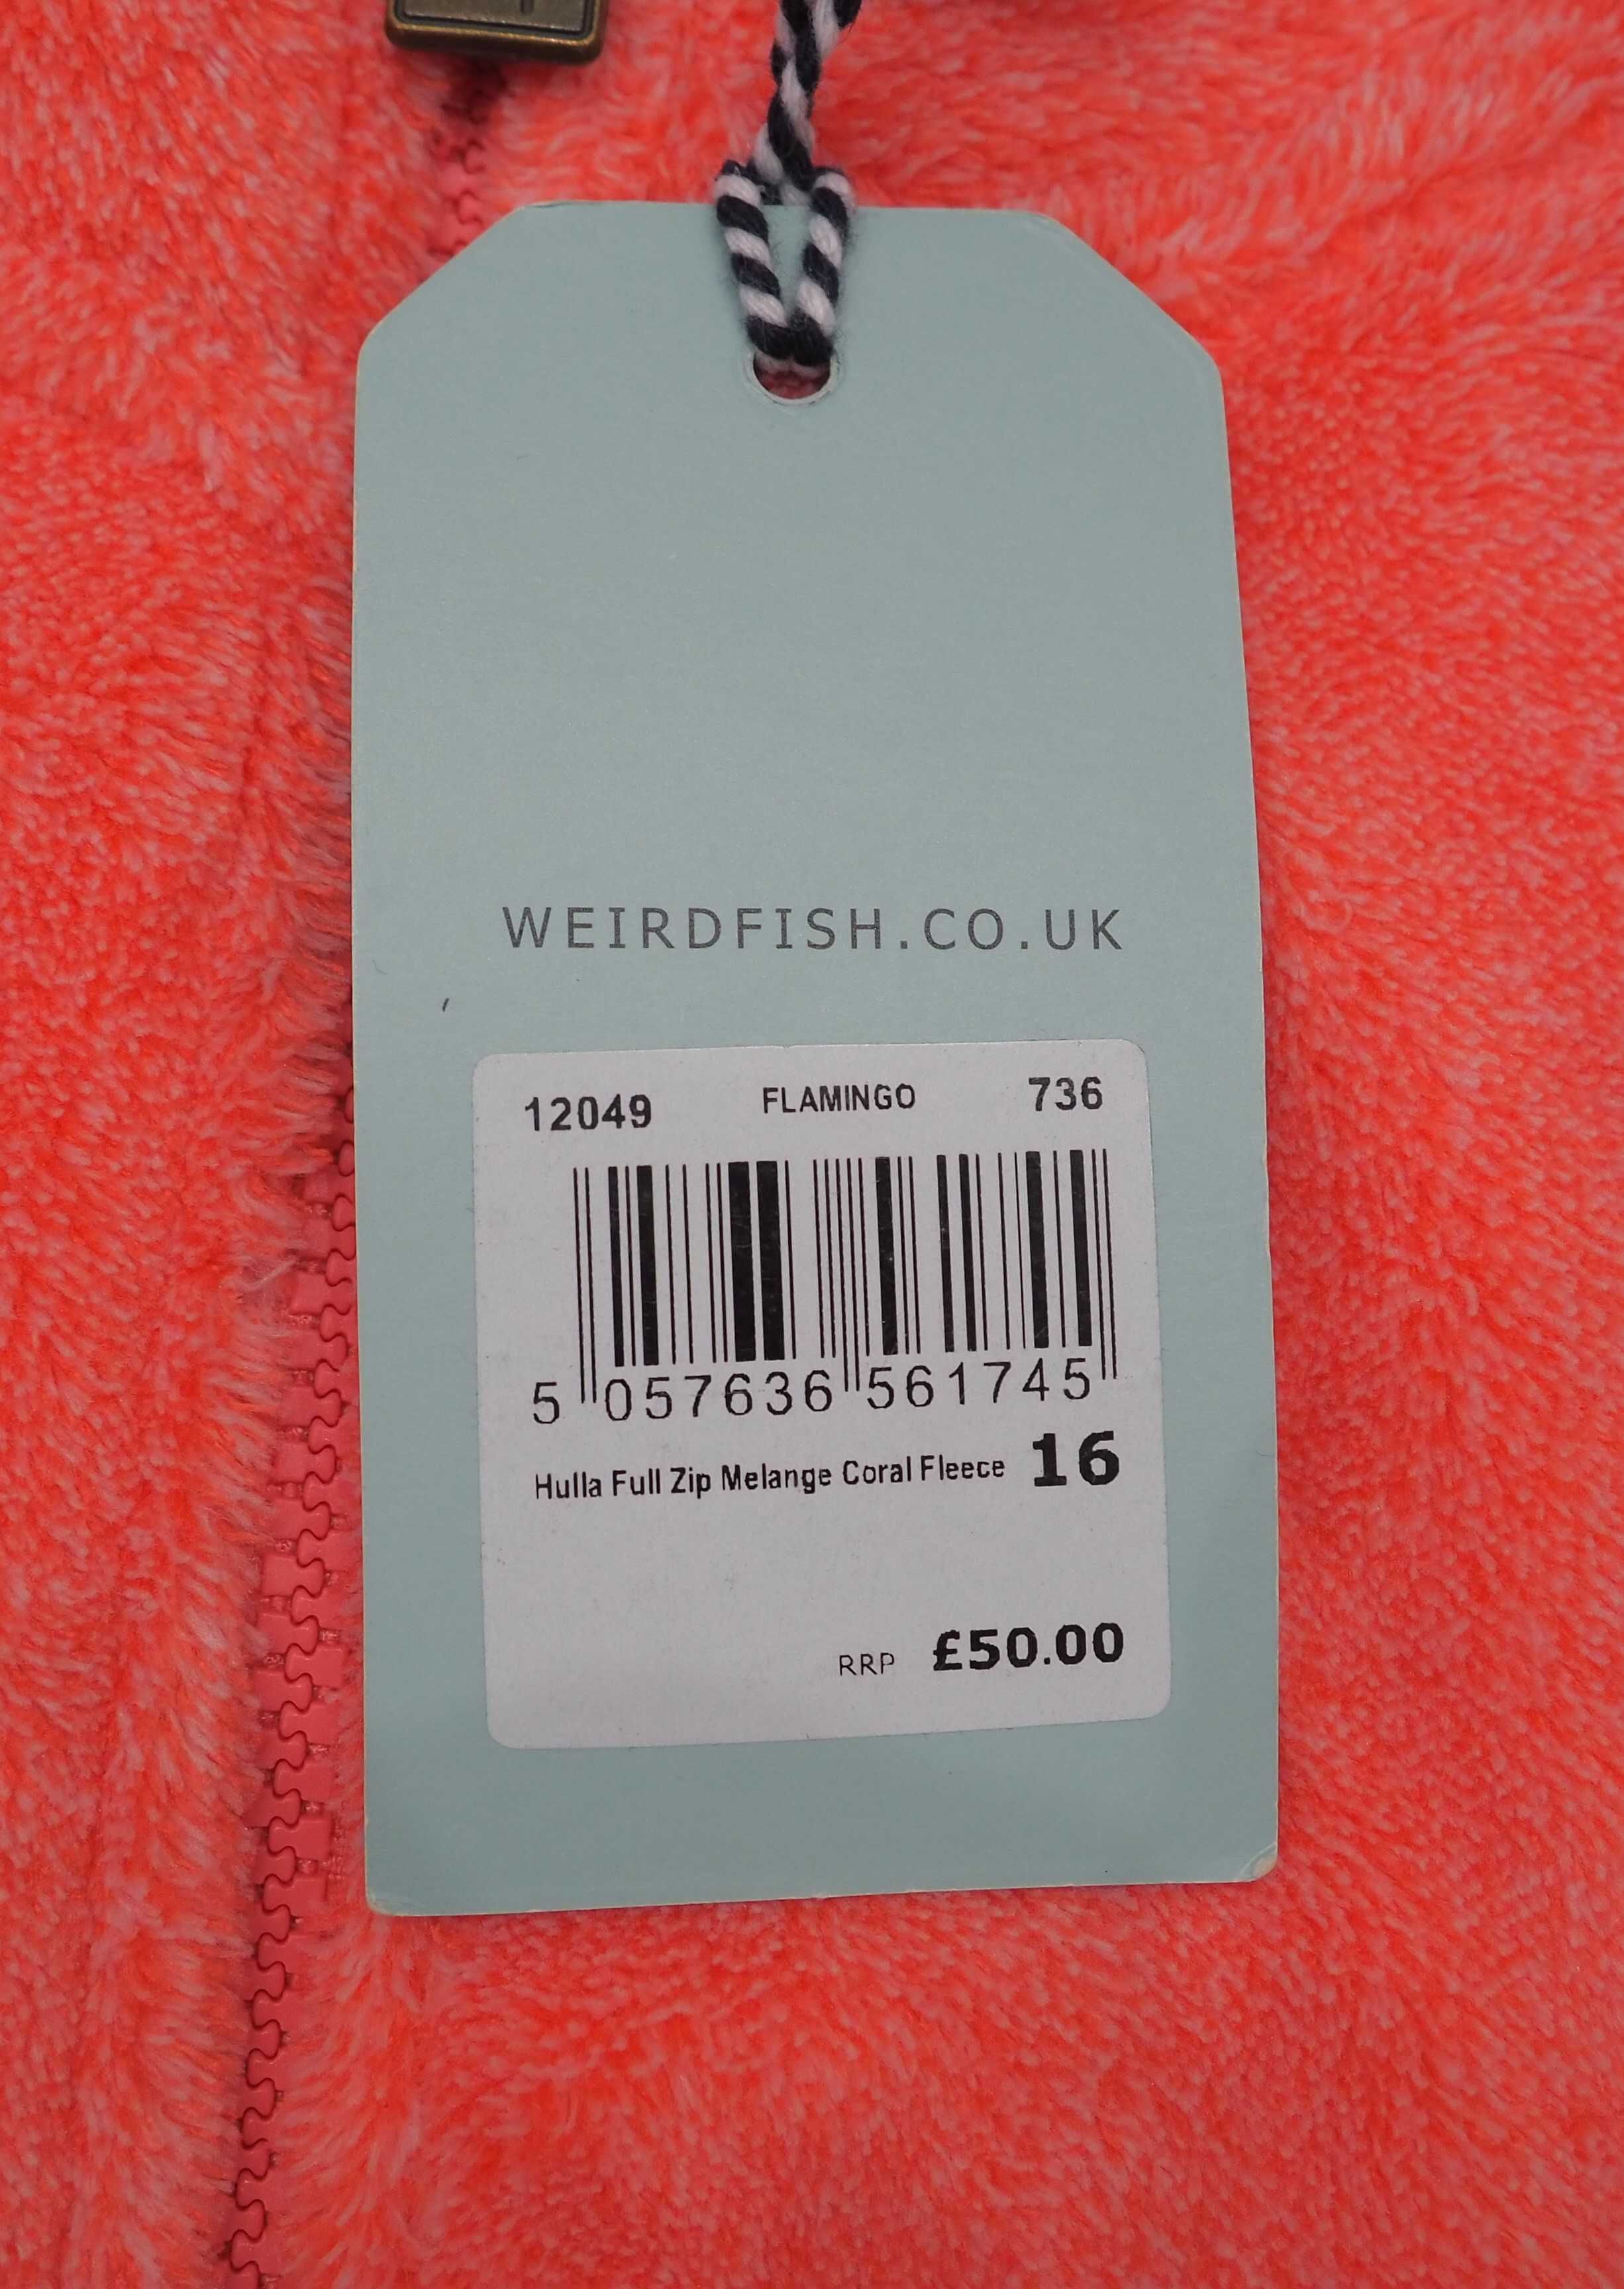 WEIRDFISH.CO.UK
12049 FLAMINGO 736
5 057636 561745
Hulla Full Zip Melange Coral Fleece 16
RRP £50.00